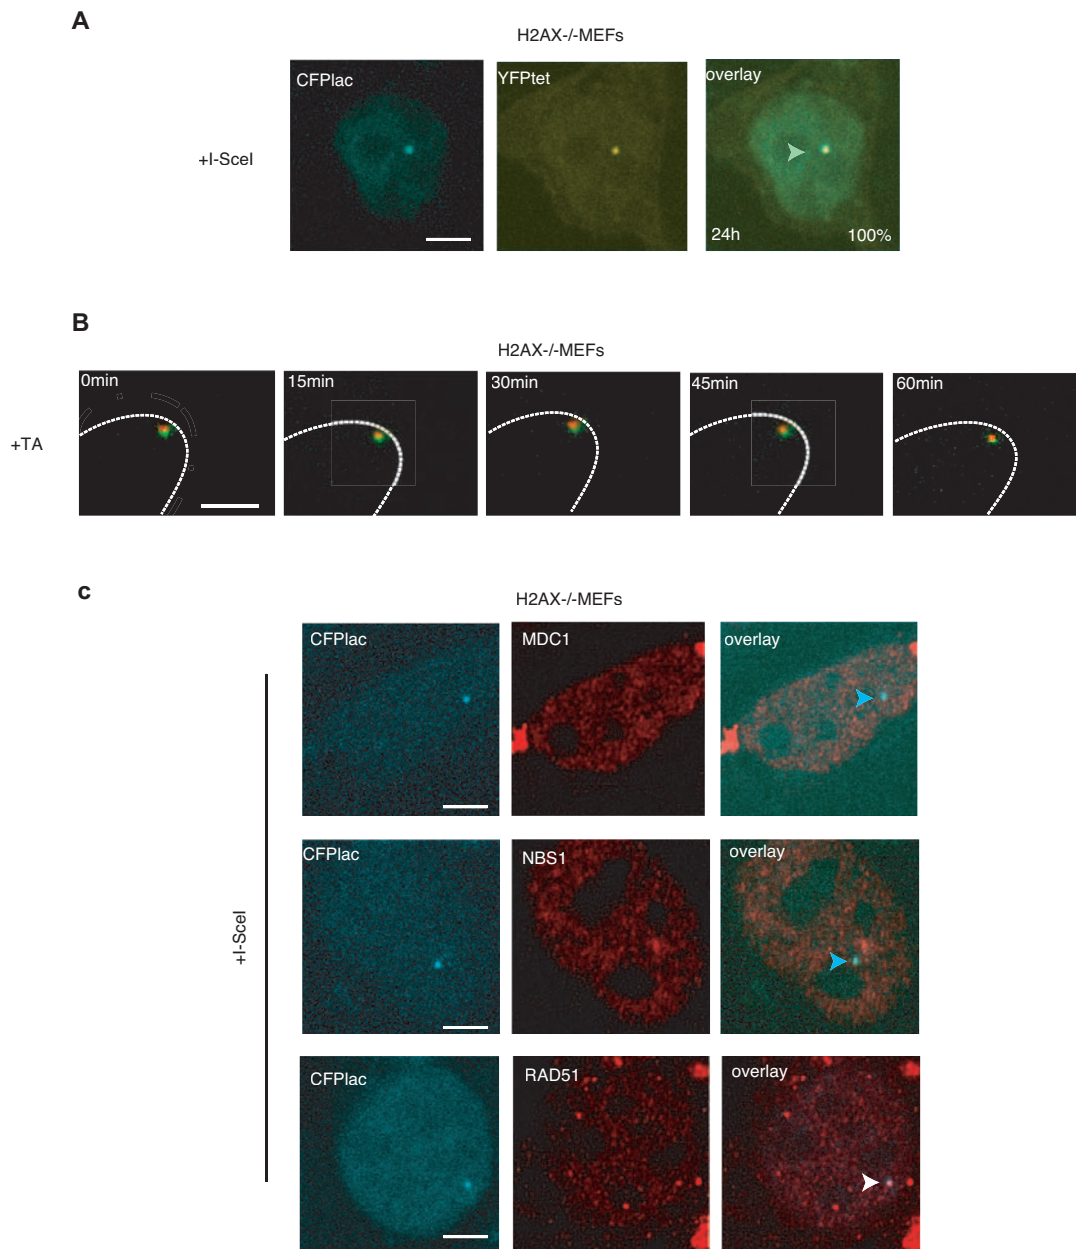 A
H2AX-/-MEFs
+I-SceI
CFPlac
YFPtet
overlay
24h
100%
B
H2AX-/-MEFs
+TA
0min
15min
30min
45min
60min
c
H2AX-/-MEFs
+I-SceI
CFPlac
MDC1
overlay
CFPlac
NBS1
overlay
CFPlac
RAD51
overlay